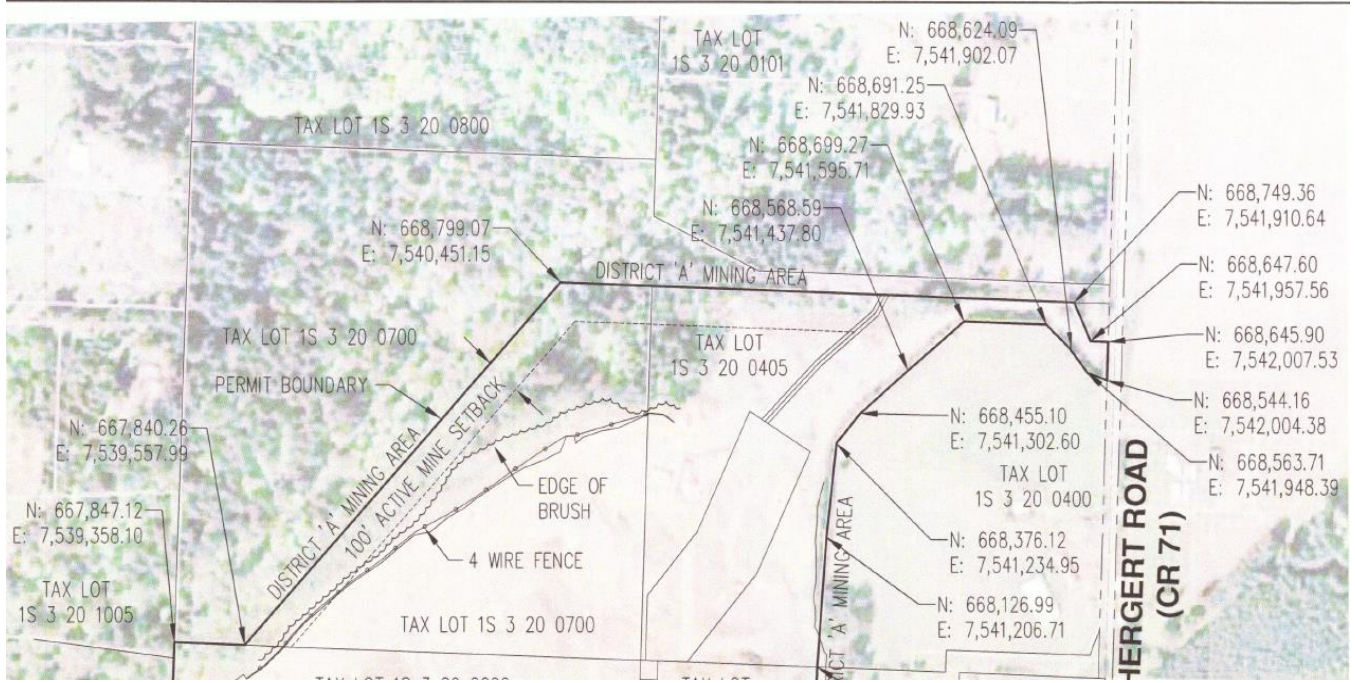 TAX LOT
1S 3 20 0101
N: 668,624.09
E: 7,541,902.07
N: 668,691.25
E: 7,541,829.93
TAX LOT 1S 3 20 0800
N: 668,699.27
E: 7,541,595.71
N: 668,749.36
E: 7,541,910.64
N: 668,568.59
E: 7,541,437.80
N: 668,799.07
E: 7,540,451.15
DISTRICT 'A' MINING AREA
N: 668,647.60
E: 7,541,957.56
TAX LOT 1S 3 20 0700
TAX LOT
1S 3 20 0405
N: 668,645.90
E: 7,542,007.53
PERMIT BOUNDARY
N: 668,544.16
E: 7,542,004.38
N: 667,840.26
E: 7,539,557.99
N: 668,455.10
E: 7,541,302.60
N: 668,563.71
E: 7,541,948.39
DISTRICT 'A' MINING AREA
100' ACTIVE MINE SETBACK
EDGE OF
BRUSH
TAX LOT
1S 3 20 0400
N: 667,847.12
E: 7,539,358.10
4 WIRE FENCE
N: 668,376.12
E: 7,541,234.95
TAX LOT
1S 3 20 1005
TAX LOT 1S 3 20 0700
N: 668,126.99
E: 7,541,206.71
'A' MINING AREA
HERGERT ROAD
(CR 71)
TAX LOT